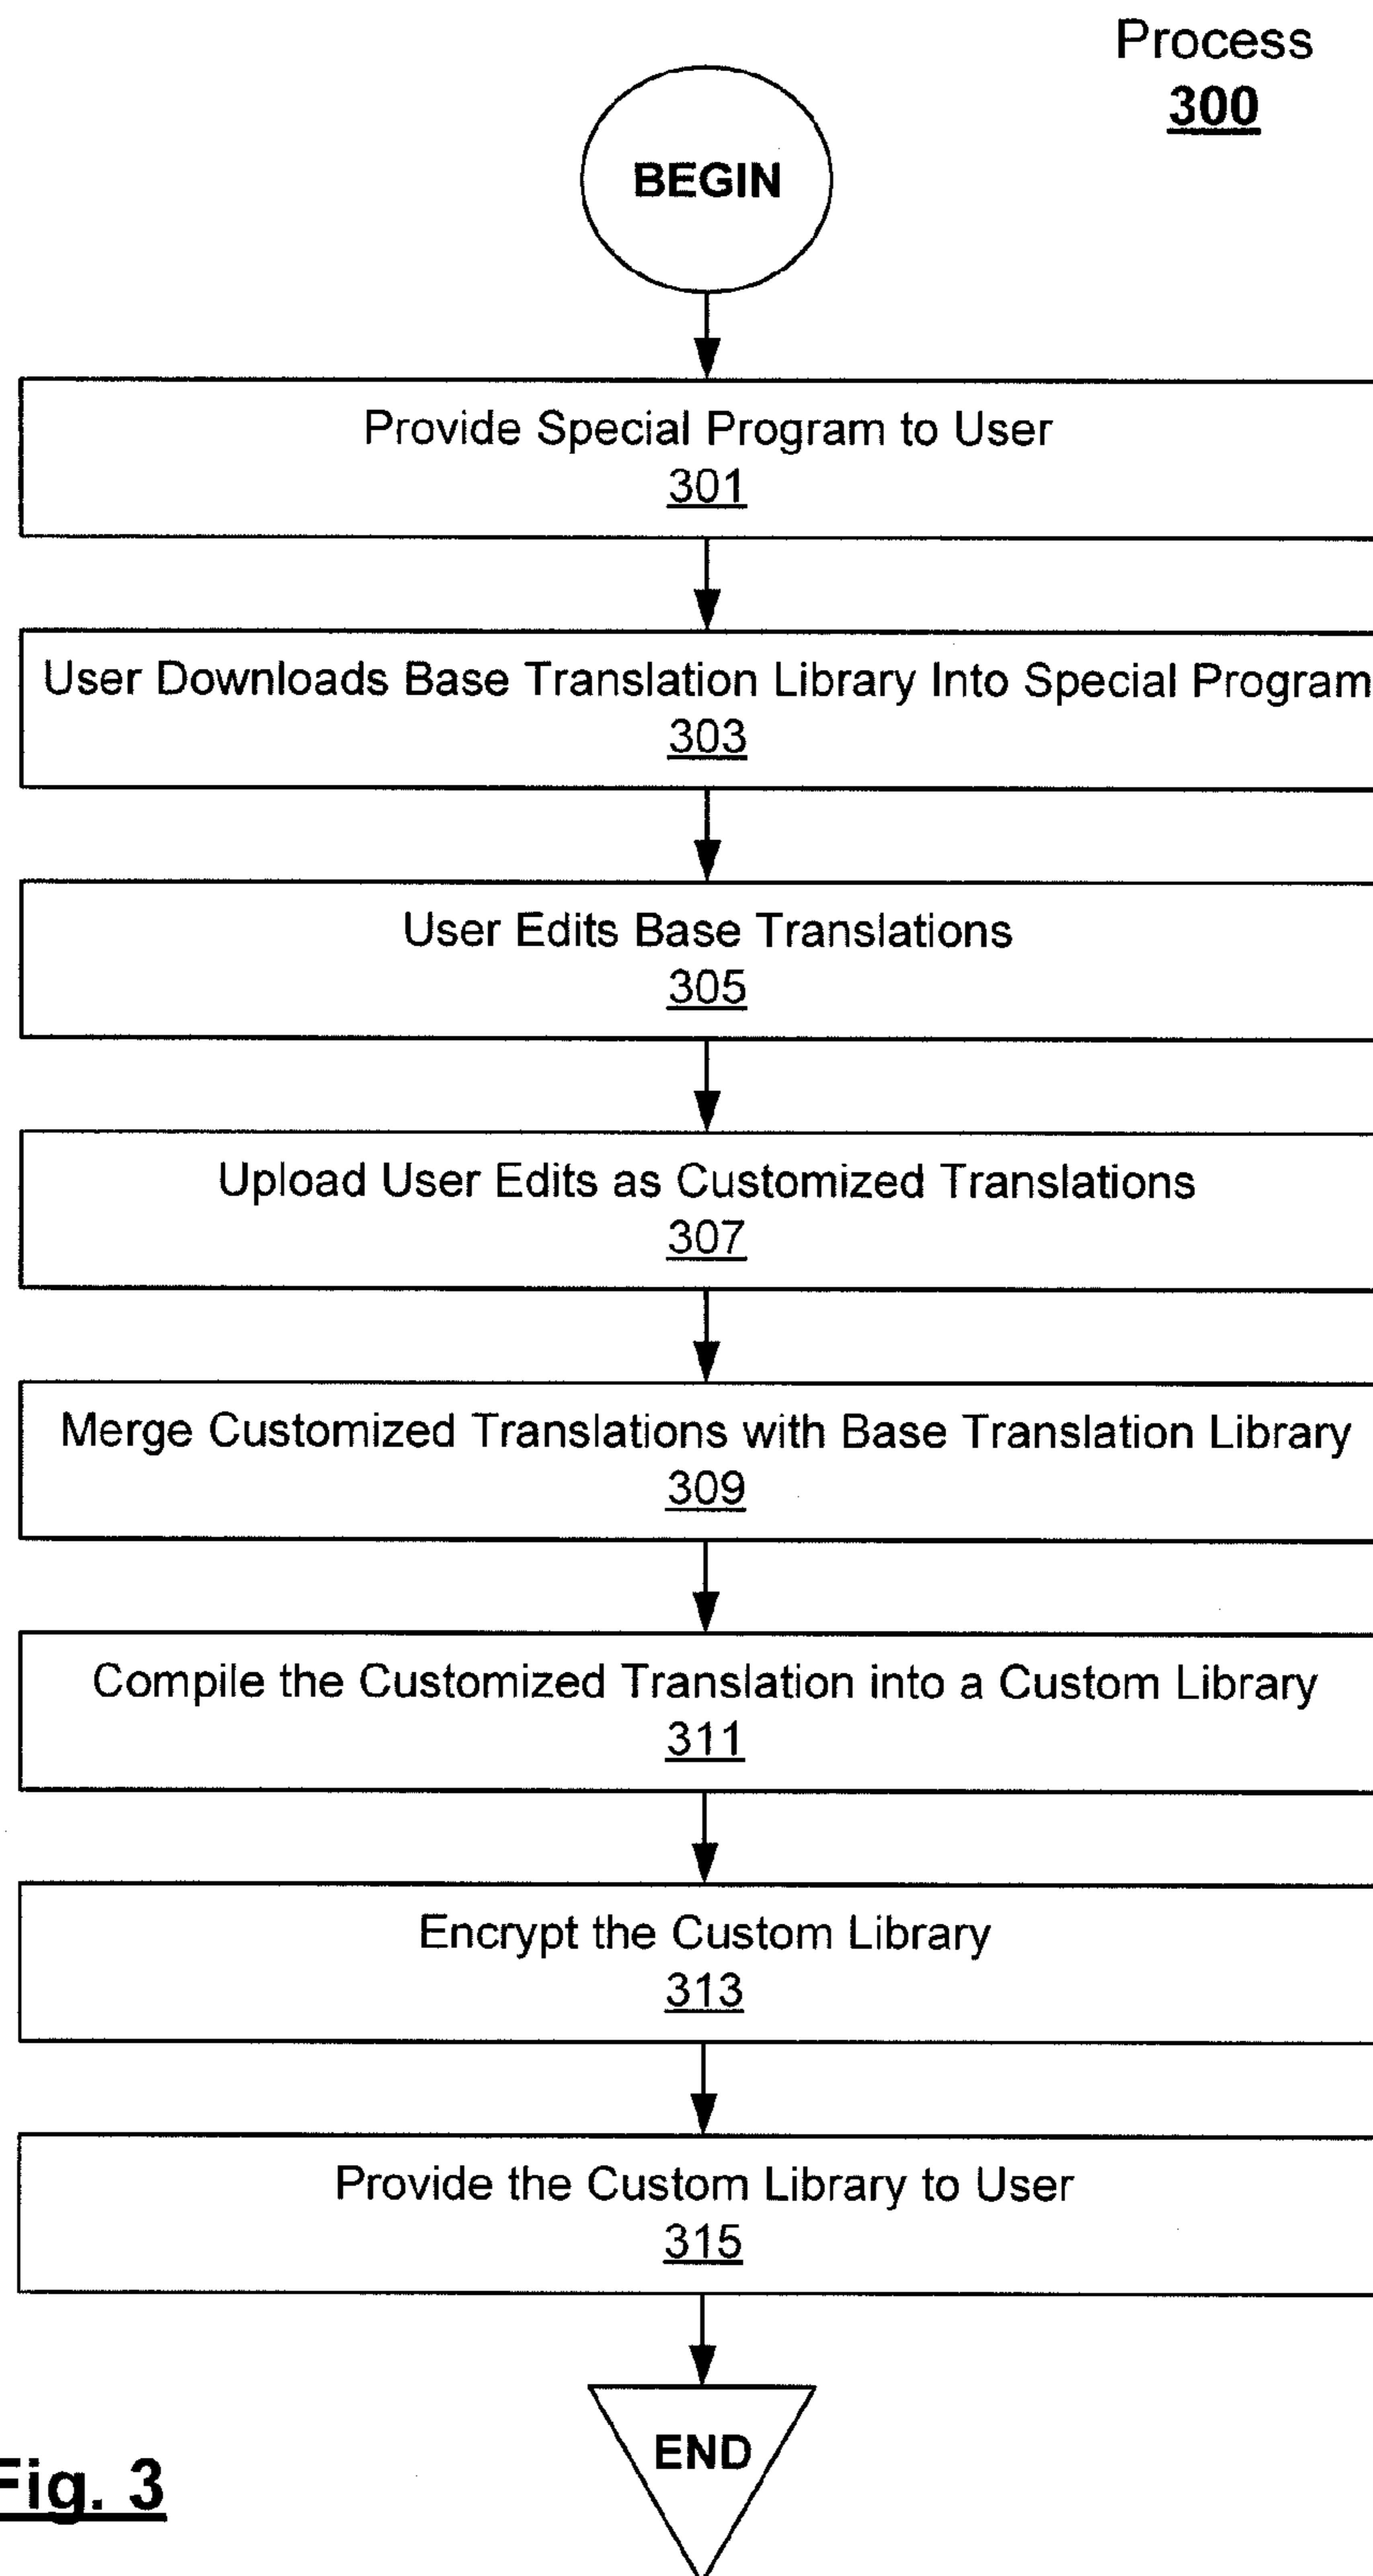 Process
300
BEGIN
Provide Special Program to User
301
User Downloads Base Translation Library Into Special Program
303
User Edits Base Translations
305
Upload User Edits as Customized Translations
307
Merge Customized Translations with Base Translation Library
309
Compile the Customized Translation into a Custom Library
311
Encrypt the Custom Library
313
Provide the Custom Library to User
315
END
Fig. 3